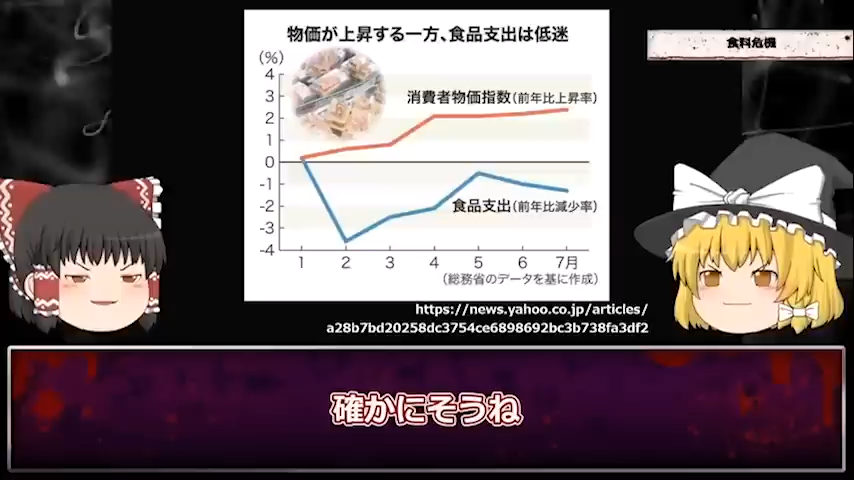 物価が上昇する一方、食品支出は低迷
食料危機
(%)
4
3
消費者物価指数(前年比上昇率)
2
1
0
-1
-2
食品支出(前年比減少率)
-3
-4
1 2 3 4 5 6 7月
(総務省のデータを基に作成)
https://news.yahoo.co.jp/articles/
a28b7bd20258dc3754ce6898692bc3b738fa3df2
確かにそうね